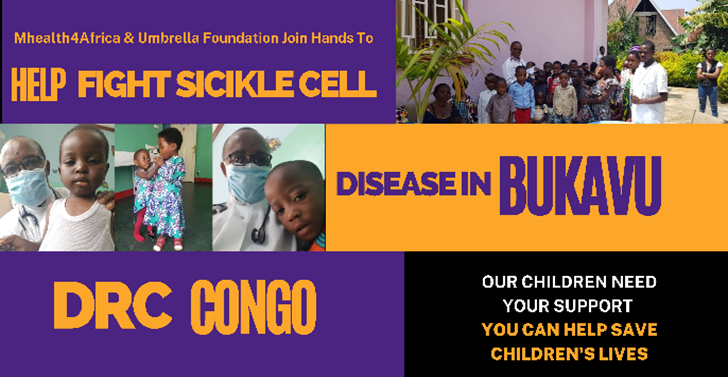 Mhealth4Africa & Umbrella Foundation Join Hands To
HELP FIGHT SICIKLE CELL
DISEASE IN BUKAVU
DRC CONGO
OUR CHILDREN NEED
YOUR SUPPORT
YOU CAN HELP SAVE
CHILDREN'S LIVES